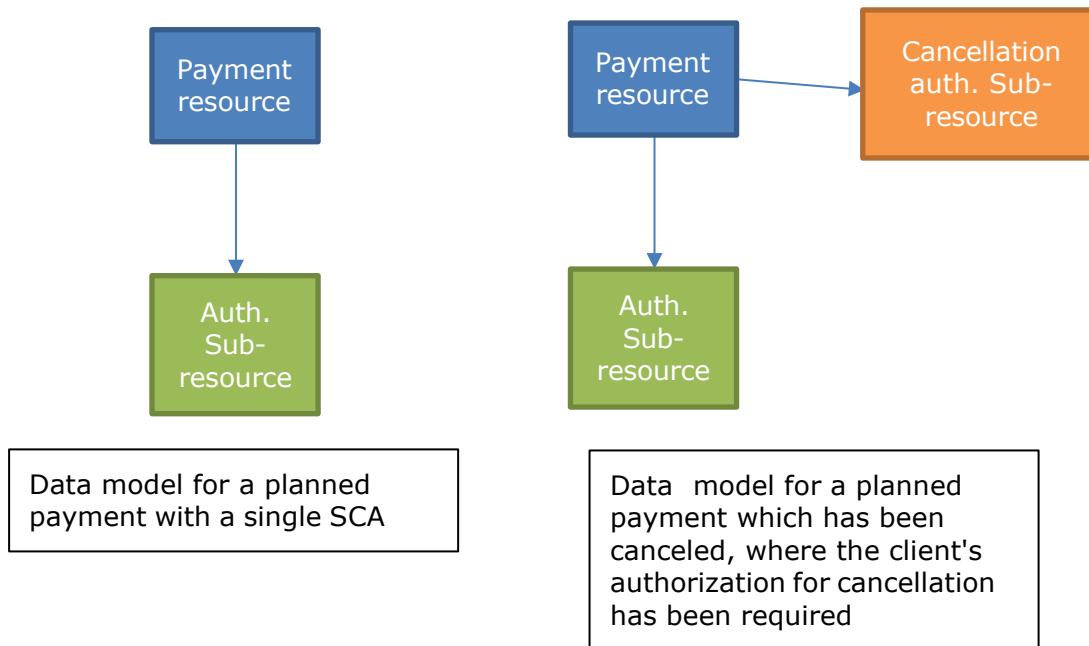 Payment
resource
Auth.
Sub-
resource
Data model for a planned
payment with a single SCA
Payment
resource
Cancellation
auth. Sub-
resource
Auth.
Sub-
resource
Data  model for a planned
payment which has been
canceled, where the client's
authorization for cancellation
has been required